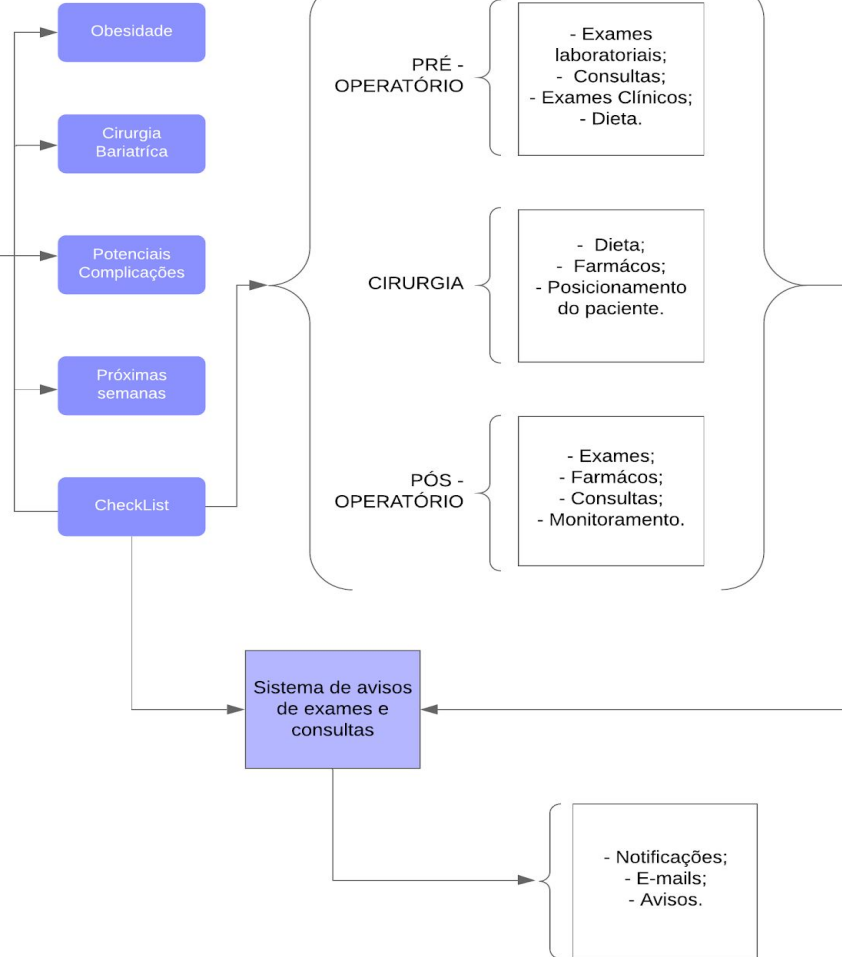 Obesidade
Cirurgia
Bariatríca
Potenciais
Complicações
Próximas
semanas
CheckList
PRÉ -
OPERATÓRIO
- Exames
laboratoriais;
- Consultas;
- Exames Clínicos;
- Dieta.
CIRURGIA
- Dieta;
- Farmácos;
- Posicionamento
do paciente.
PÓS -
OPERATÓRIO
- Exames;
- Farmácos;
- Consultas;
- Monitoramento.
Sistema de avisos
de exames e
consultas
- Notificações;
- E-mails;
- Avisos.